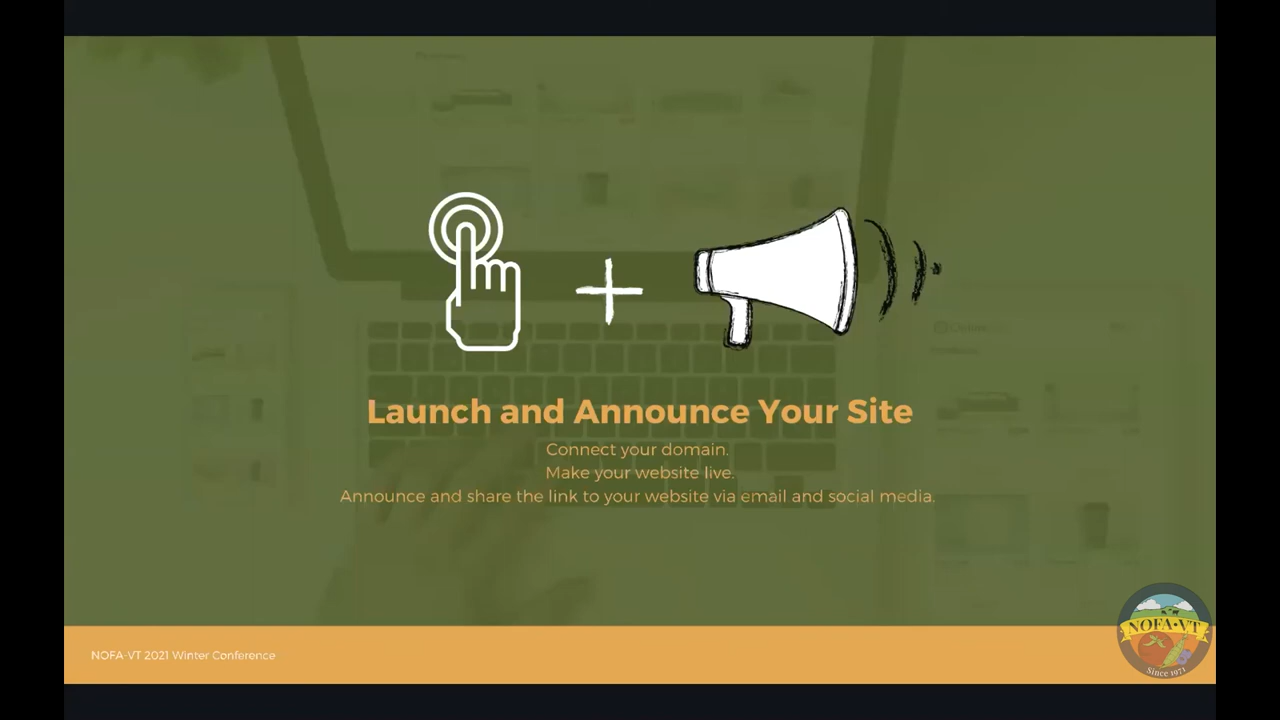 Launch and Announce Your Site
Connect your domain.
Make your website live.
Announce and share the link to your website via email and social media.
NOFA-VT 2021 Winter Conference
NOFA•VT
Since 1971